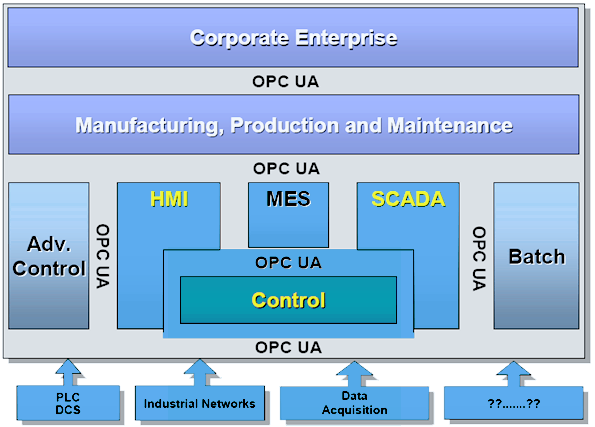 Corporate Enterprise
OPC UA
Manufacturing, Production and Maintenance
OPC UA
HMI
MES
SCADA
Adv.
Control
OPC UA
OPC UA
Batch
OPC UA
Control
OPC UA
PLC
DCS
Industrial Networks
Data
Acquisition
??.......??